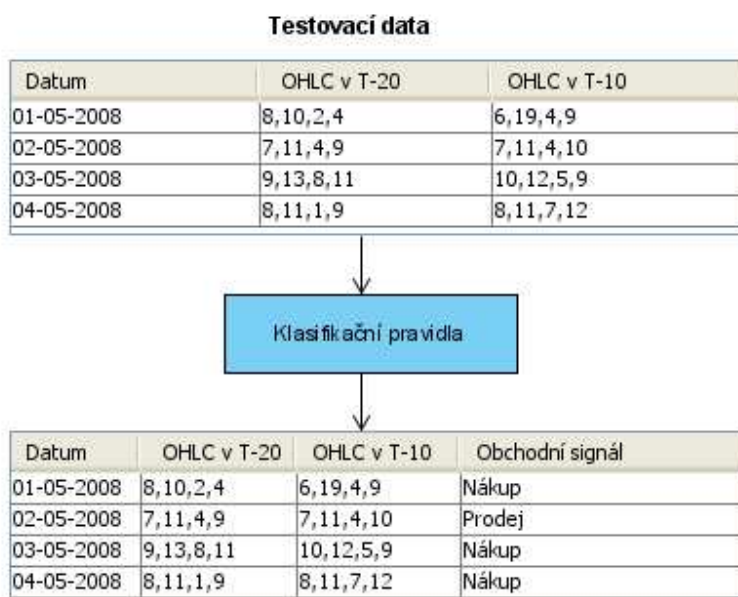 Testovací data
Datum OHLC v T-20 OHLC v T-10
01-05-2008 8,10,2,4 6,19,4,9
02-05-2008 7,11,4,9 7,11,4,10
03-05-2008 9,13,8,11 10,12,5,9
04-05-2008 8,11,1,9 8,11,7,12
Klasifikační pravidla
Datum OHLC v T-20 OHLC v T-10 Obchodní signál
01-05-2008 8,10,2,4 6,19,4,9 Nákup
02-05-2008 7,11,4,9 7,11,4,10 Prodej
03-05-2008 9,13,8,11 10,12,5,9 Nákup
04-05-2008 8,11,1,9 8,11,7,12 Nákup